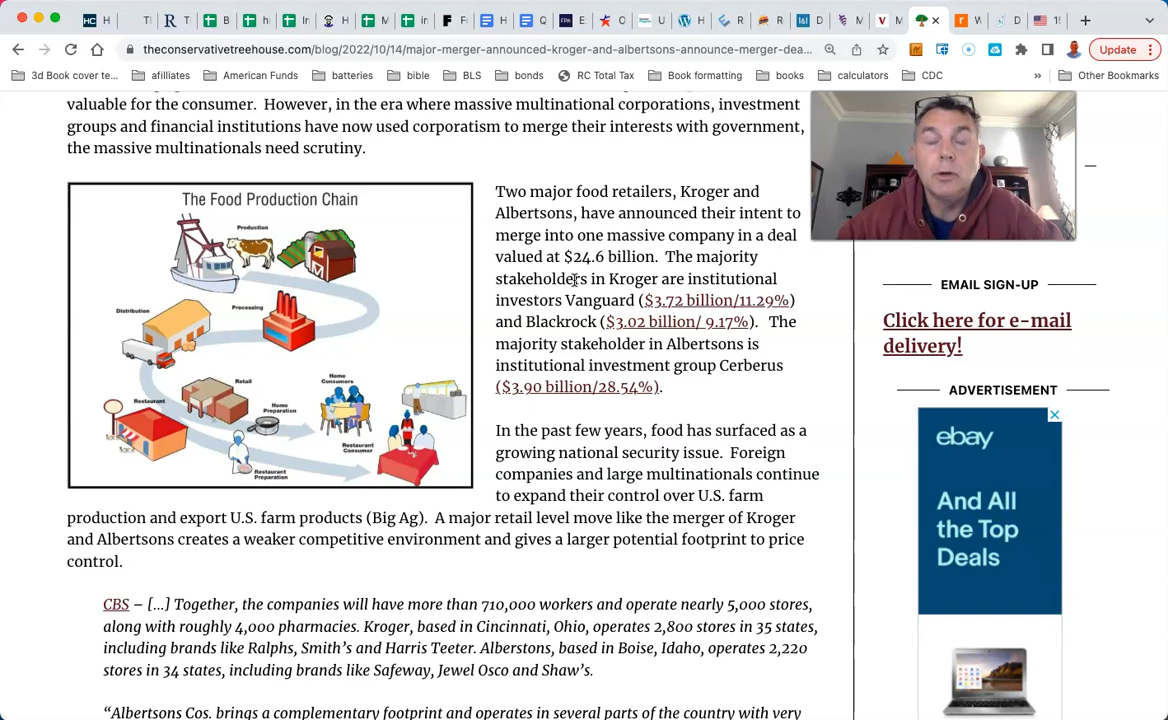 HC
H
T
R
T
B
H
Ir
H
M
ir
F
Fo
H
Q
FPA
E
O
U
H
R
R
I&I
D
M
M
V
M
W
D
15
theconservativetreehouse.com/blog/2022/10/14/major-merger-announced-kroger-and-albertsons-announce-merger-dea...
Update
3d Book cover te...
afilliates
American Funds
batteries
bible
BLS
bonds
RC Total Tax
Book formatting
books
calculators
CDC
»
Other Bookmarks
valuable for the consumer. However, in the era where massive multinational corporations, investment
groups and financial institutions have now used corporatism to merge their interests with government,
the massive multinationals need scrutiny.
The Food Production Chain
Production
Processing
Distribution
Retail
Home
Consumers
Restaurant
Home
Preparation
Restaurant
Consumer
Restaurant
Preparation
Two major food retailers, Kroger and
Albertsons, have announced their intent to
merge into one massive company in a deal
valued at $24.6 billion. The majority
stakeholders in Kroger are institutional
investors Vanguard ($3.72 billion/11.29%)
and Blackrock ($3.02 billion/ 9.17%). The
majority stakeholder in Albertsons is
institutional investment group Cerberus
($3.90 billion/28.54%).
In the past few years, food has surfaced as a
growing national security issue. Foreign
companies and large multinationals continue
to expand their control over U.S. farm
production and export U.S. farm products (Big Ag). A major retail level move like the merger of Kroger
and Albertsons creates a weaker competitive environment and gives a larger potential footprint to price
control.
CBS – […] Together, the companies will have more than 710,000 workers and operate nearly 5,000 stores,
along with roughly 4,000 pharmacies. Kroger, based in Cincinnati, Ohio, operates 2,800 stores in 35 states,
including brands like Ralphs, Smith's and Harris Teeter. Alberstons, based in Boise, Idaho, operates 2,220
stores in 34 states, including brands like Safeway, Jewel Osco and Shaw's.
“Albertsons Cos. brings a complementary footprint and operates in several parts of the country with very
EMAIL SIGN-UP
Click here for e-mail
delivery!
ADVERTISEMENT
ebay
And All
the Top
Deals